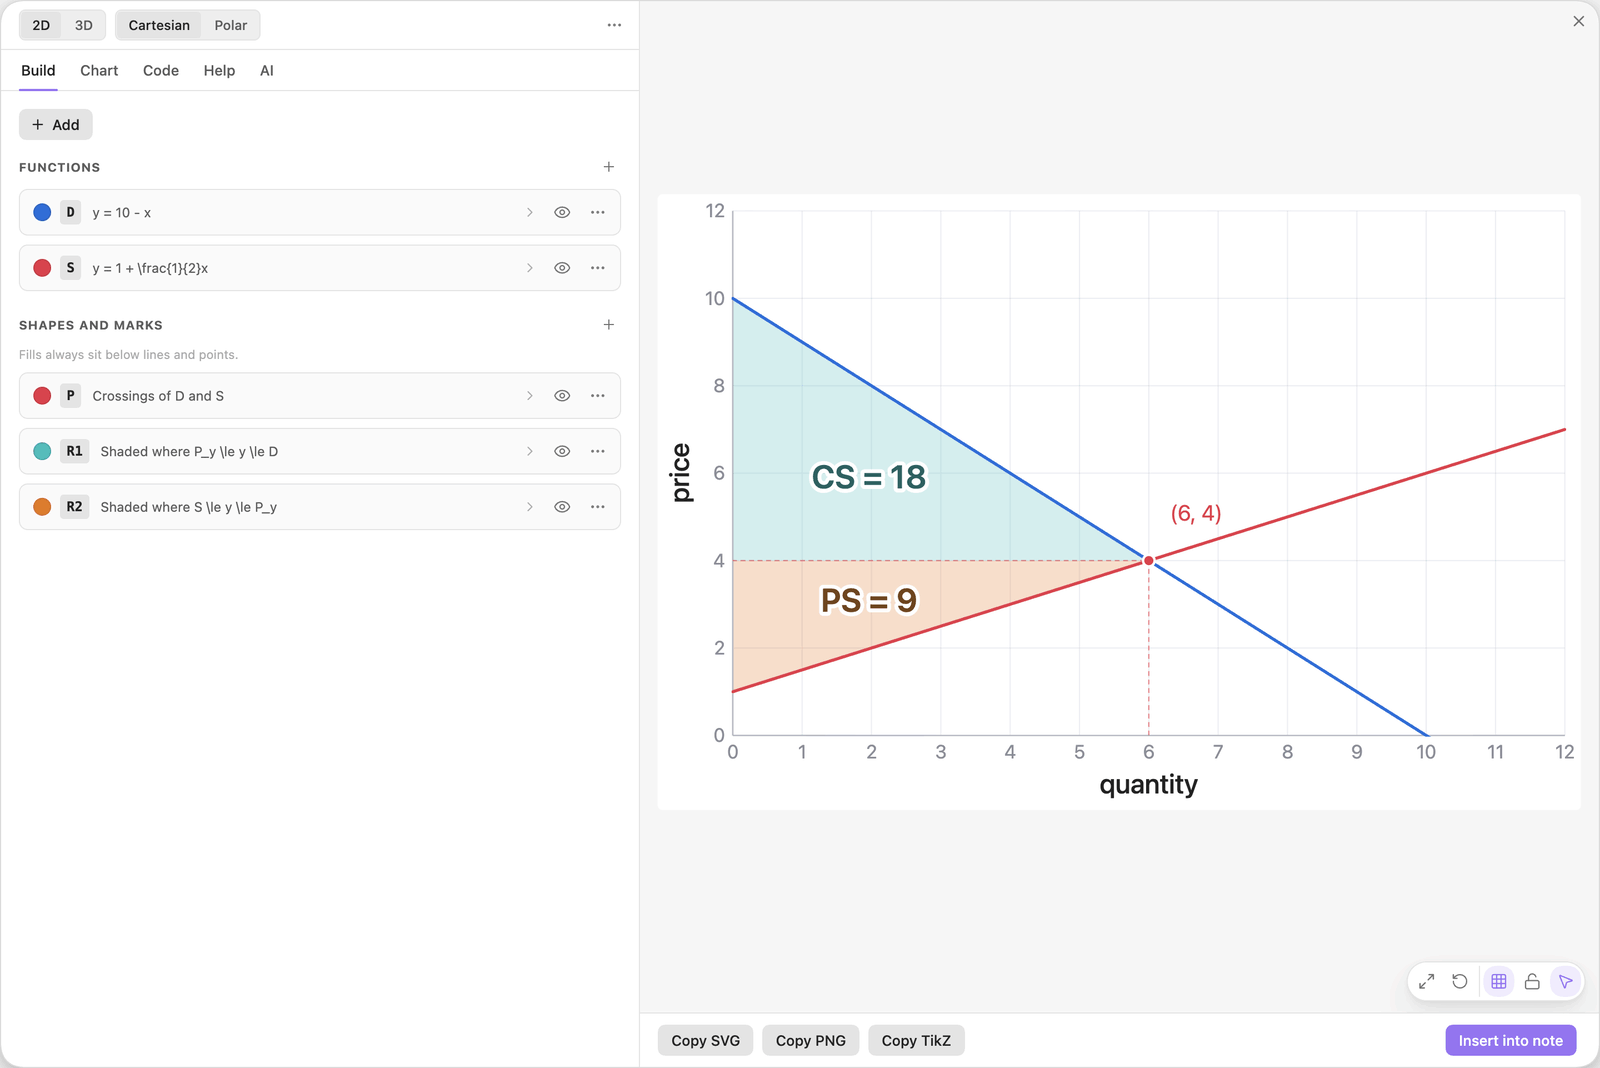 2D 3D Cartesian Polar
Build Chart Code Help AI
+ Add
FUNCTIONS
D y = 10 - x
S y = 1 + \frac{1}{2}x
SHAPES AND MARKS
Fills always sit below lines and points.
P Crossings of D and S
R1 Shaded where P_y \le y \le D
R2 Shaded where S \le y \le P_y
12
10
8
6
4
2
0
price
CS = 18
(6, 4)
PS = 9
0 1 2 3 4 5 6 7 8 9 10 11 12
quantity
Copy SVG Copy PNG Copy TikZ Insert into note